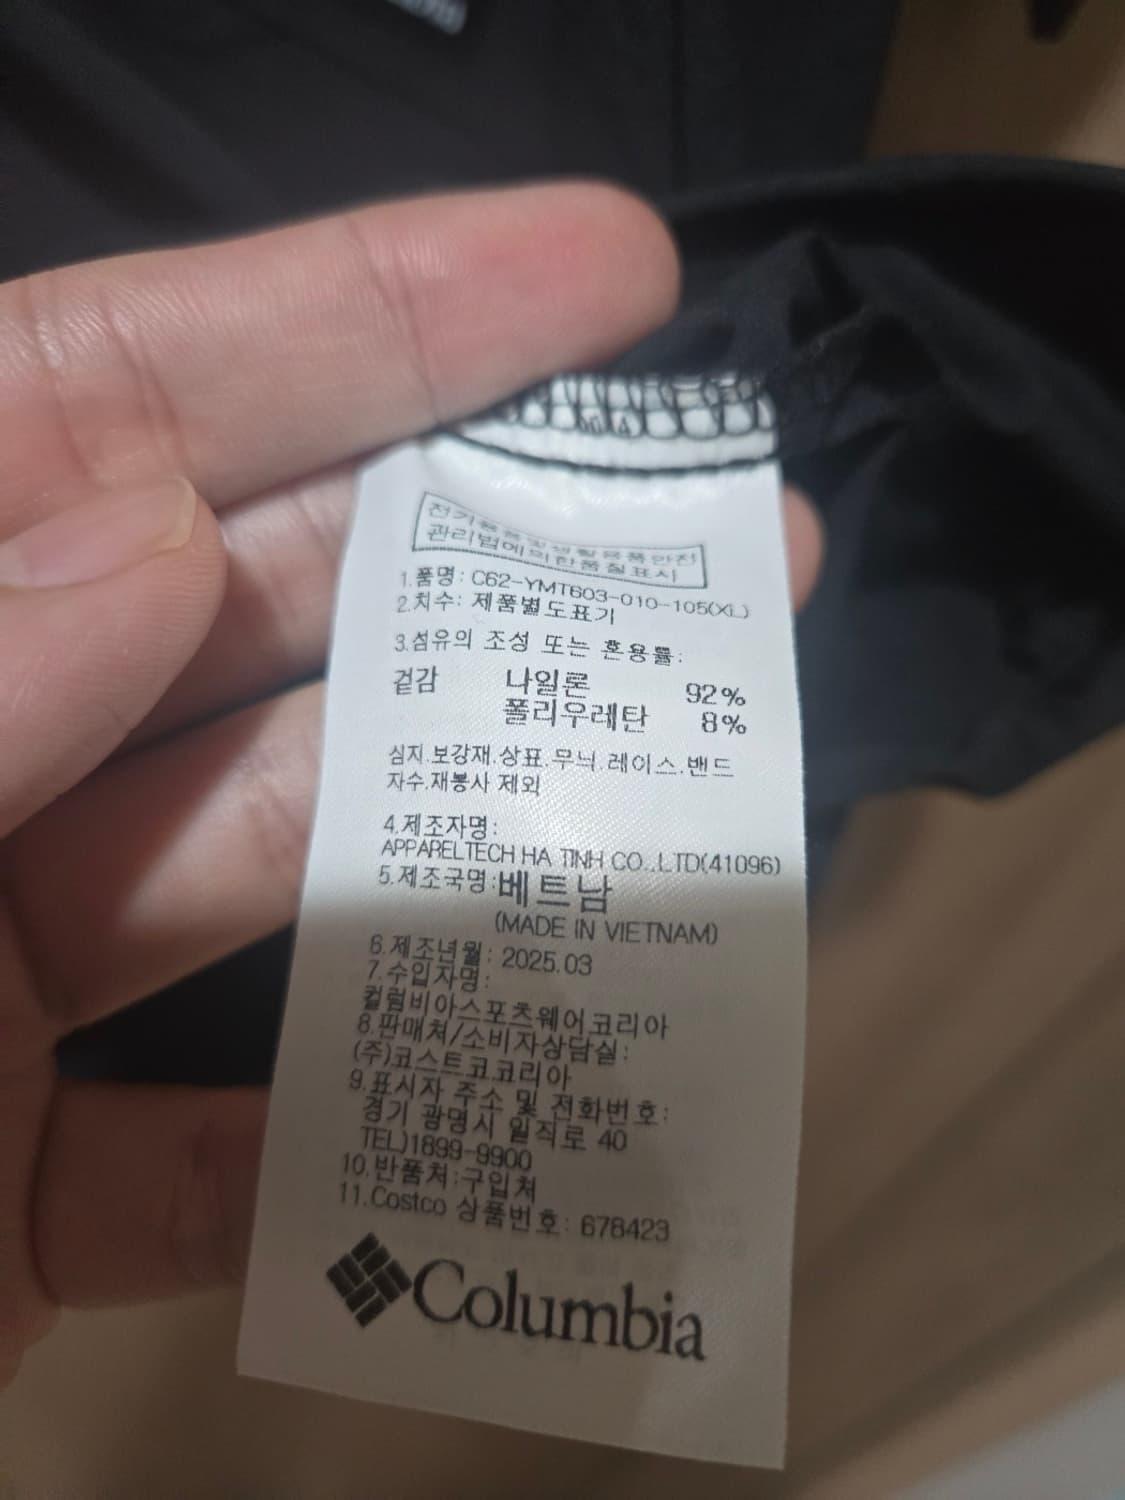 전기용품및생활용품안전
관리법에의한품질표시
1.품명: C62-YMT603-010-105(XL)
2.치수: 제품별도표기
3.섬유의 조성 또는 혼용률:
겉감 나일론 92%
폴리우레탄 8%
심지.보강재.상표.무늬.레이스.밴드
자수.재봉사 제외
4.제조자명:
APPARELTECH HA TINH CO.,LTD(41096)
5.제조국명:베트남
(MADE IN VIETNAM)
6.제조년월: 2025.03
7.수입자명:
컬럼비아스포츠웨어코리아
8.판매처/소비자상담실:
(주)코스트코코리아
9.표시자 주소 및 전화번호:
경기 광명시 일직로 40
TEL)1899-9900
10.반품처:구입처
11.Costco 상품번호: 678423
Columbia